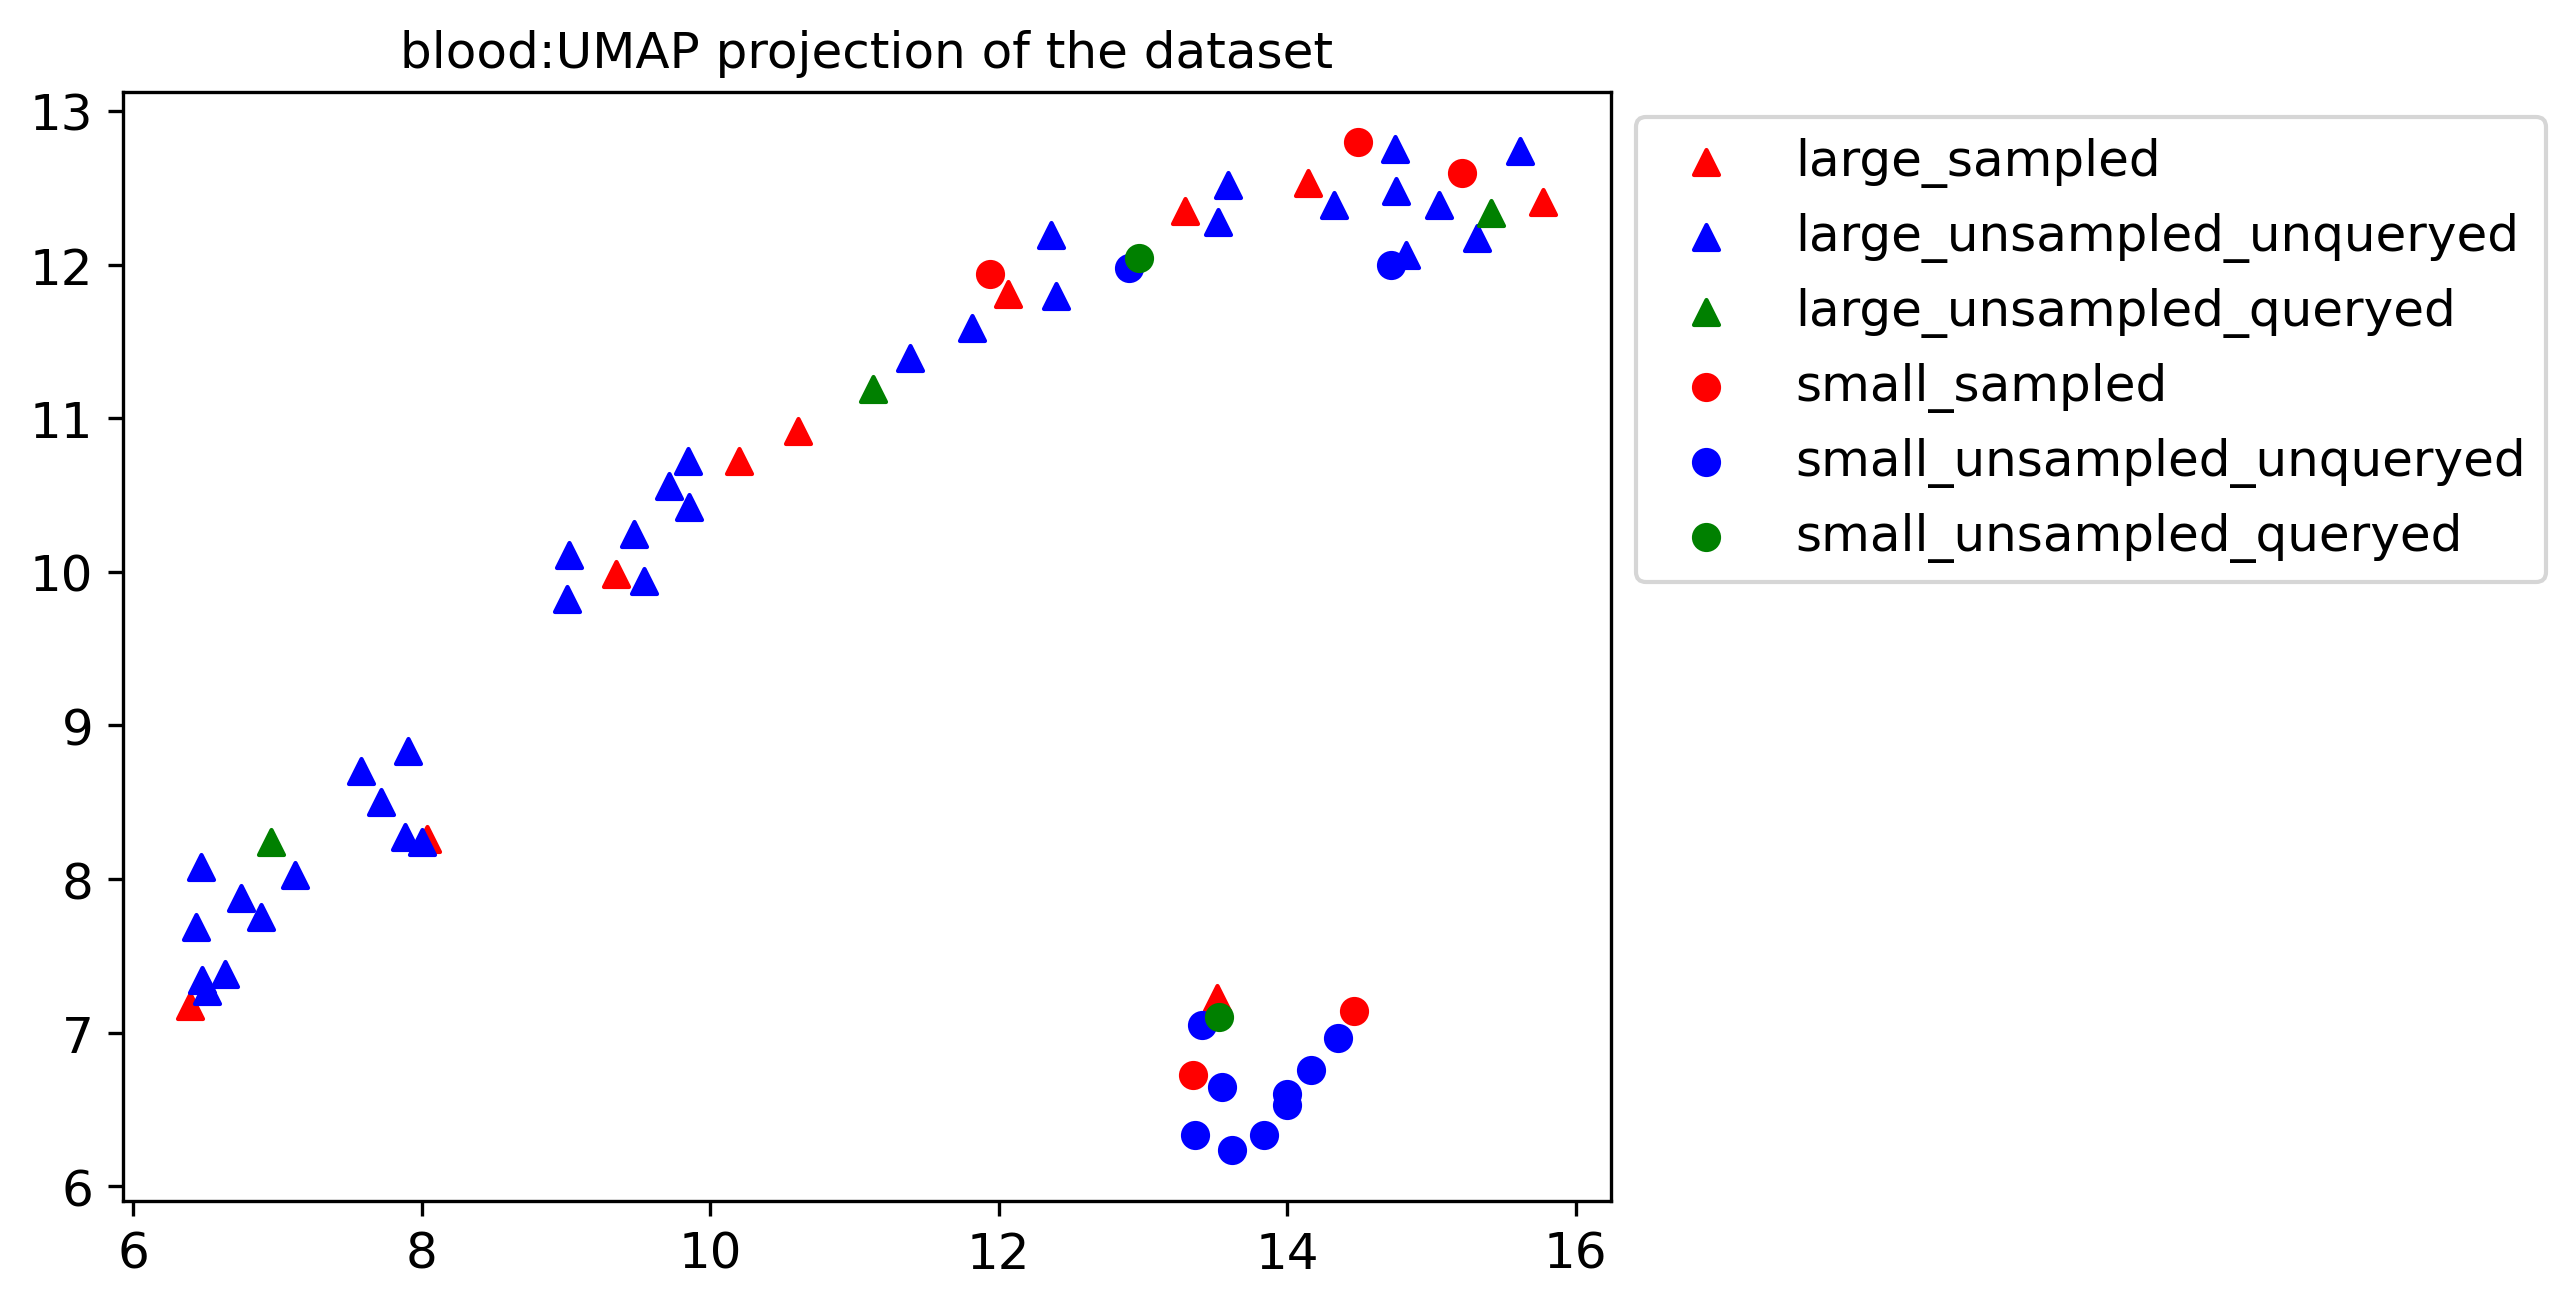 blood:UMAP projection of the dataset
13
12
11
10
9
8
7
6
6 8 10 12 14 16
large_sampled
large_unsampled_unqueryed
large_unsampled_queryed
small_sampled
small_unsampled_unqueryed
small_unsampled_queryed